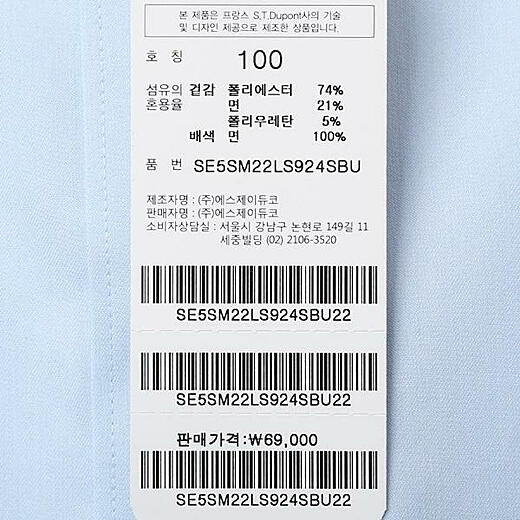 본 제품은 프랑스 S.T.Dupont사의 기술
및 디자인 제공으로 제조한 상품입니다.
호 칭 100
섬유의 겉감 폴리에스터 74%
혼용율 면 21%
폴리우레탄 5%
배색 면 100%
품 번 SE5SM22LS924SBU
제조자명 : (주)에스제이듀코
판매자명 : (주)에스제이듀코
소비자상담실 : 서울시 강남구 논현로 149길 11
세중빌딩 (02) 2106-3520
SE5SM22LS924SBU22
SE5SM22LS924SBU22
판매가격:₩69,000
SE5SM22LS924SBU22